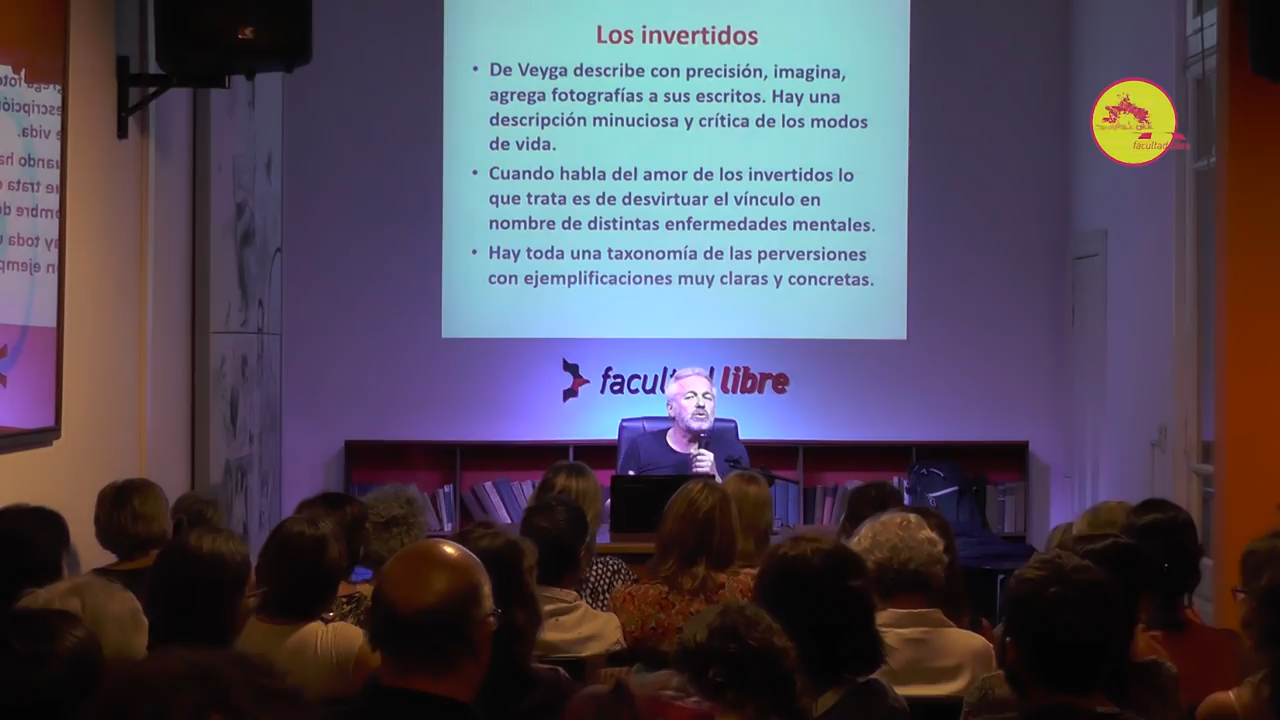 Los invertidos
• De Veyga describe con precisión, imagina,
agrega fotografías a sus escritos. Hay una
descripción minuciosa y crítica de los modos
de vida.
• Cuando habla del amor de los invertidos lo
que trata es de desvirtuar el vínculo en
nombre de distintas enfermedades mentales.
• Hay toda una taxonomía de las perversiones
con ejemplificaciones muy claras y concretas.
libre